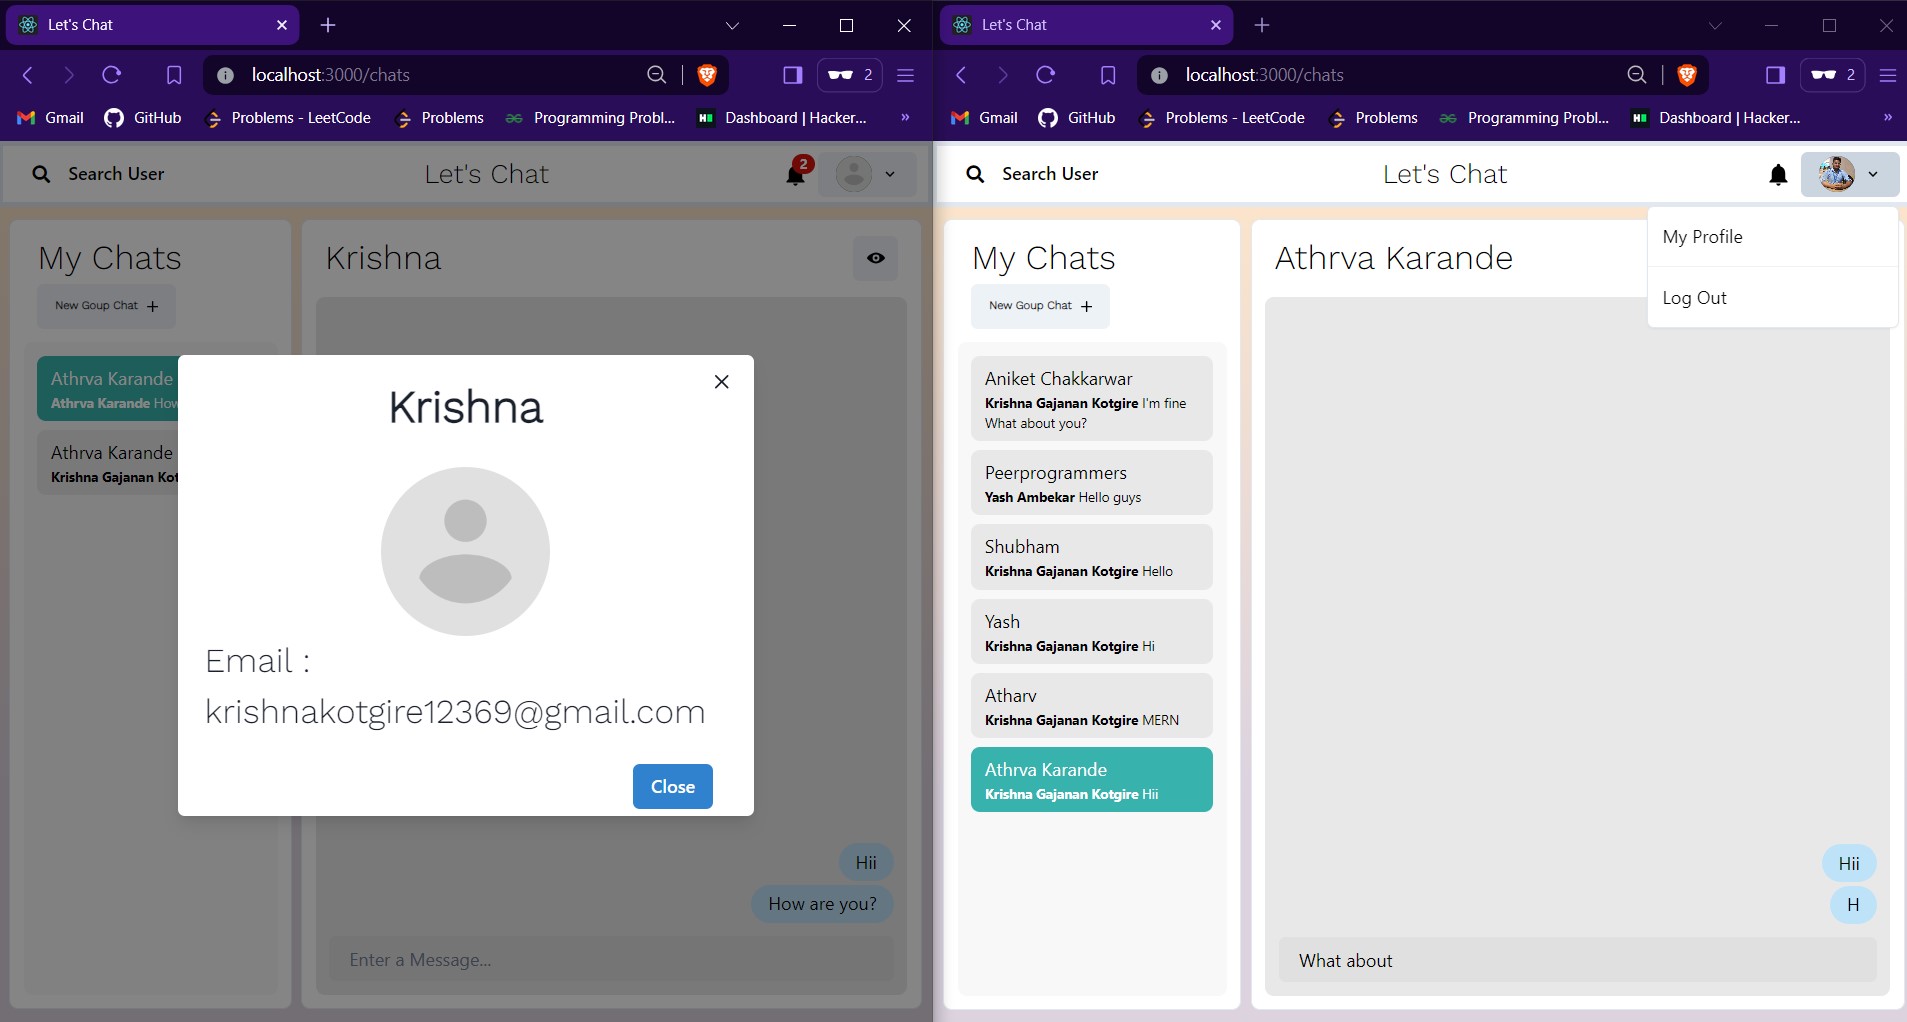 Let's Chat
localhost:3000/chats
2
Gmail GitHub Problems - LeetCode Problems Programming Probl... Dashboard | Hacker... »
Search User
Let's Chat
2
My Chats
New Goup Chat +
Athrva Karande
Athrva Karande How
Athrva Karande
Krishna Gajanan Kot
Krishna
Krishna
Email :
krishnakotgire12369@gmail.com
Close
Hii
How are you?
Enter a Message...
Let's Chat
localhost:3000/chats
2
Gmail GitHub Problems - LeetCode Problems Programming Probl... Dashboard | Hacker... »
Search User
Let's Chat
My Profile
Log Out
My Chats
New Goup Chat +
Aniket Chakkarwar
Krishna Gajanan Kotgire I'm fine
What about you?
Peerprogrammers
Yash Ambekar Hello guys
Shubham
Krishna Gajanan Kotgire Hello
Yash
Krishna Gajanan Kotgire Hi
Atharv
Krishna Gajanan Kotgire MERN
Athrva Karande
Krishna Gajanan Kotgire Hii
Athrva Karande
Hii
H
What about